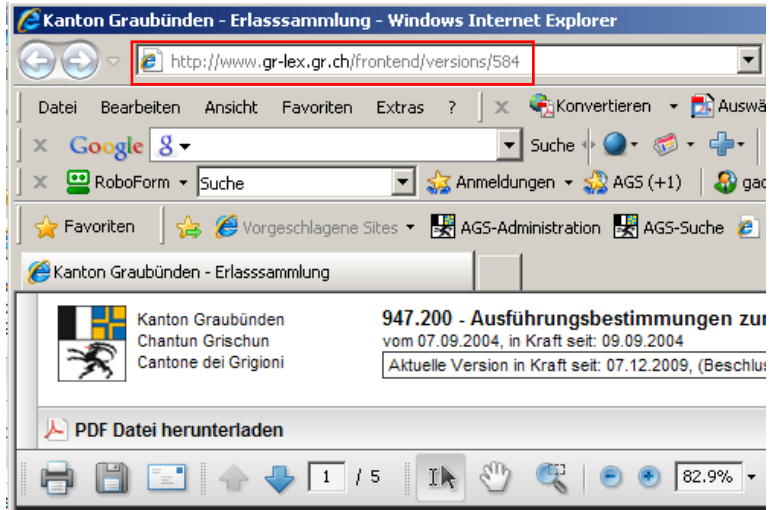 Kanton Graubünden - Erlasssammlung - Windows Internet Explorer
http://www.gr-lex.gr.ch/frontend/versions/584
Datei Bearbeiten Ansicht Favoriten Extras ? x Konvertieren Auswä
x Google 8 Suche
x RoboForm Suche Anmeldungen AGS (+1) gac
Favoriten Vorgeschlagene Sites AGS-Administration AGS-Suche
Kanton Graubünden - Erlasssammlung
Kanton Graubünden
Chantun Grischun
Cantone dei Grigioni
947.200 - Ausführungsbestimmungen zur
vom 07.09.2004, in Kraft seit: 09.09.2004
Aktuelle Version in Kraft seit: 07.12.2009, (Beschlus
PDF Datei herunterladen
1 / 5 82.9%